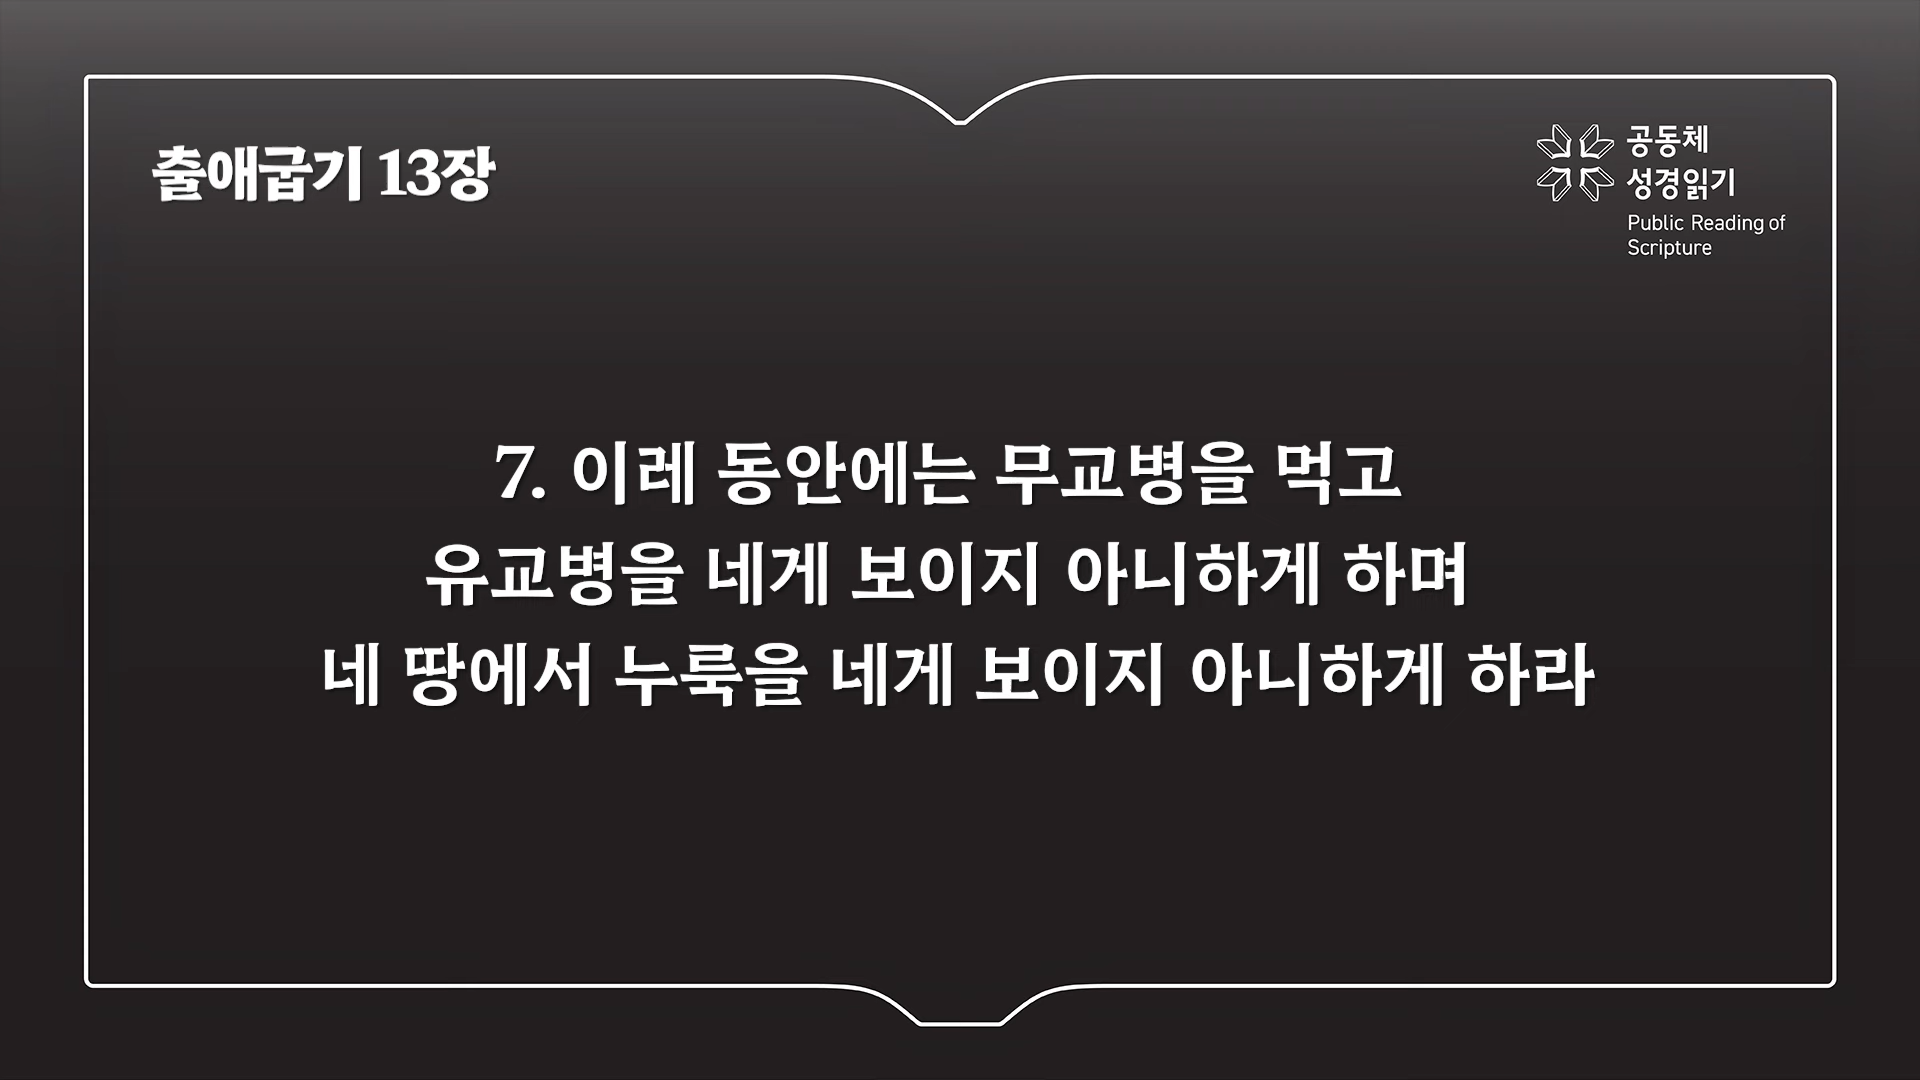 출애굽기 13장
공동체
성경읽기
Public Reading of
Scripture
7. 이레 동안에는 무교병을 먹고
유교병을 네게 보이지 아니하게 하며
네 땅에서 누룩을 네게 보이지 아니하게 하라